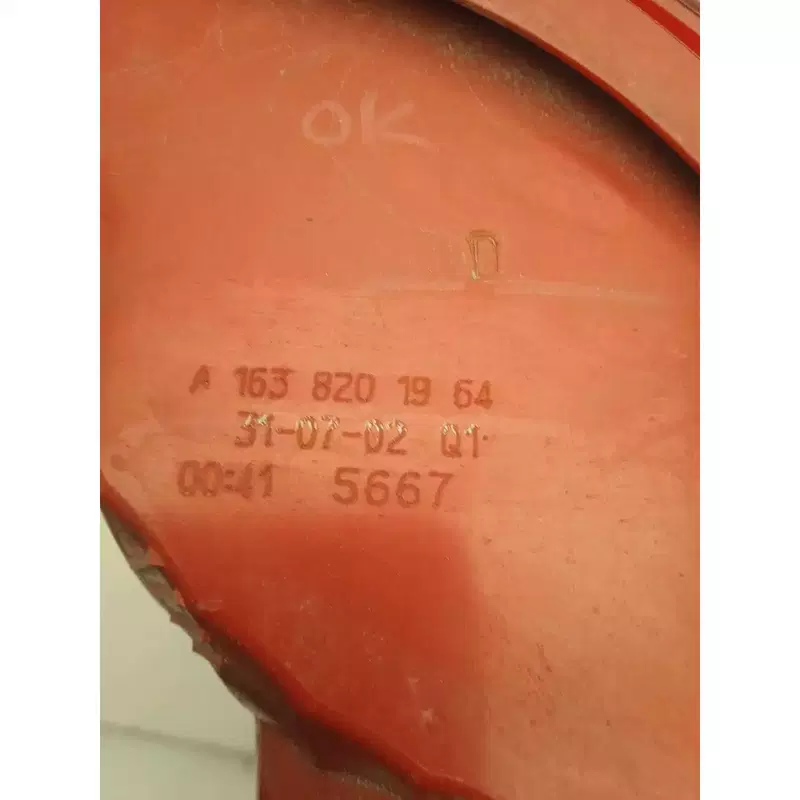 OK
D
A 163 820 19 64
31-07-02 Q1
00:41 5667